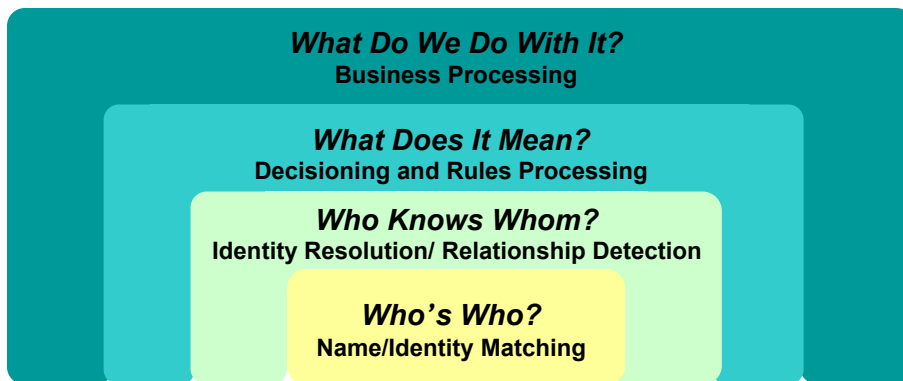 What Do We Do With It?
Business Processing
What Does It Mean?
Decisioning and Rules Processing
Who Knows Whom?
Identity Resolution/ Relationship Detection
Who’s Who?
Name/Identity Matching